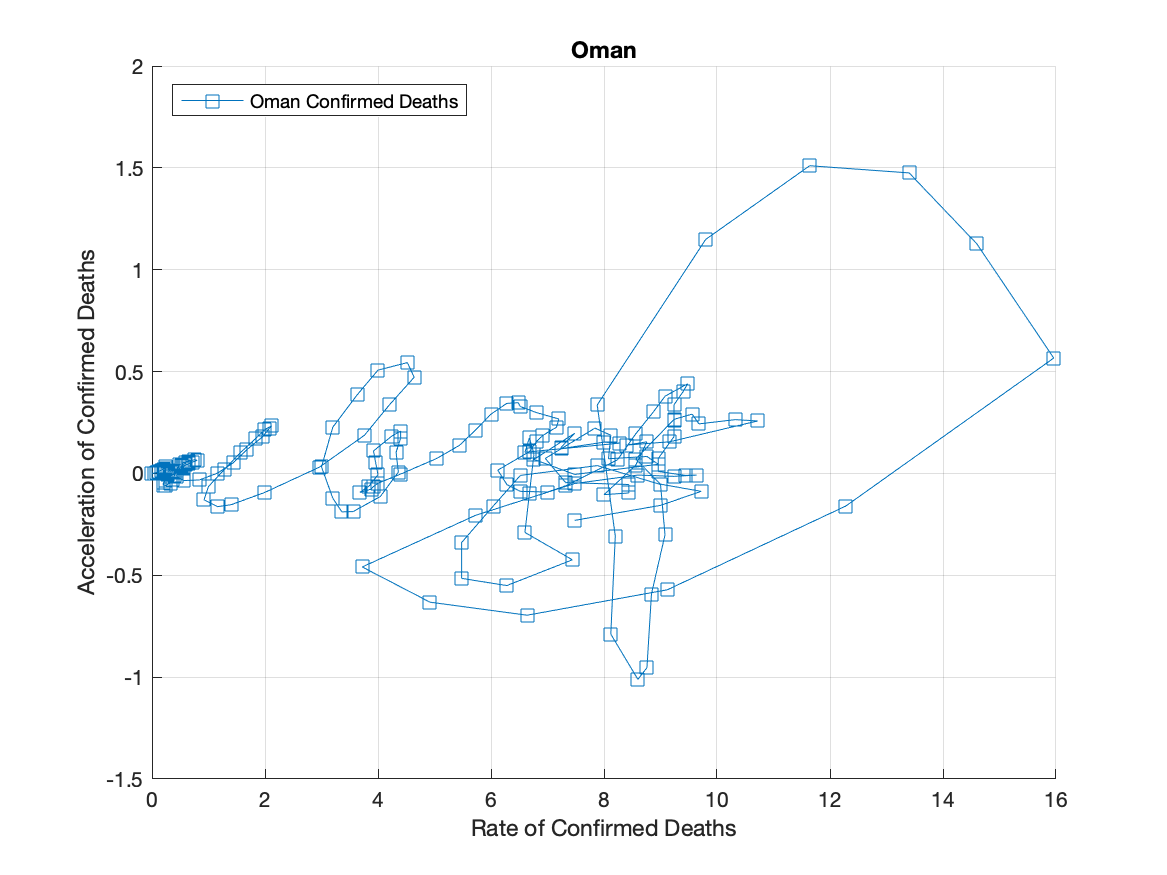 Oman
2
Oman Confirmed Deaths
1.5
1
0.5
0
-0.5
-1
-1.5
Acceleration of Confirmed Deaths
0 2 4 6 8 10 12 14 16
Rate of Confirmed Deaths